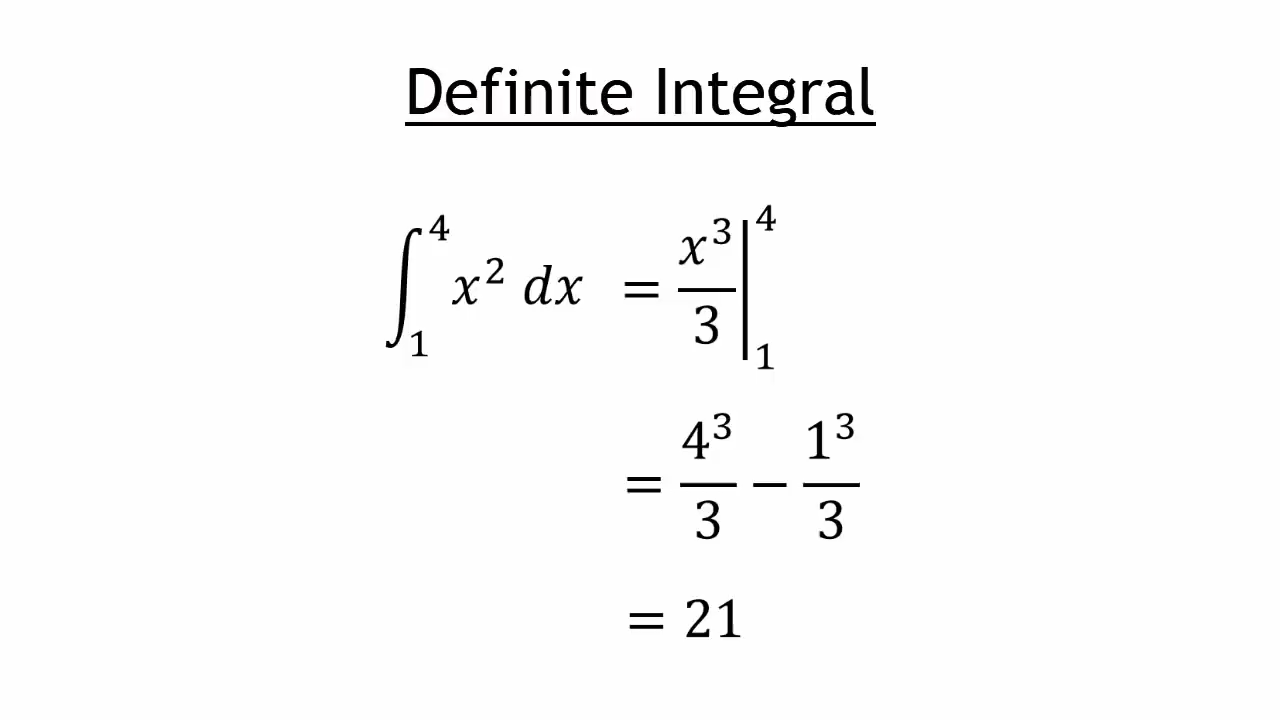 Definite Integral
∫₁⁴ x² dx = x³/3 |₁⁴
= 4³/3 − 1³/3
= 21